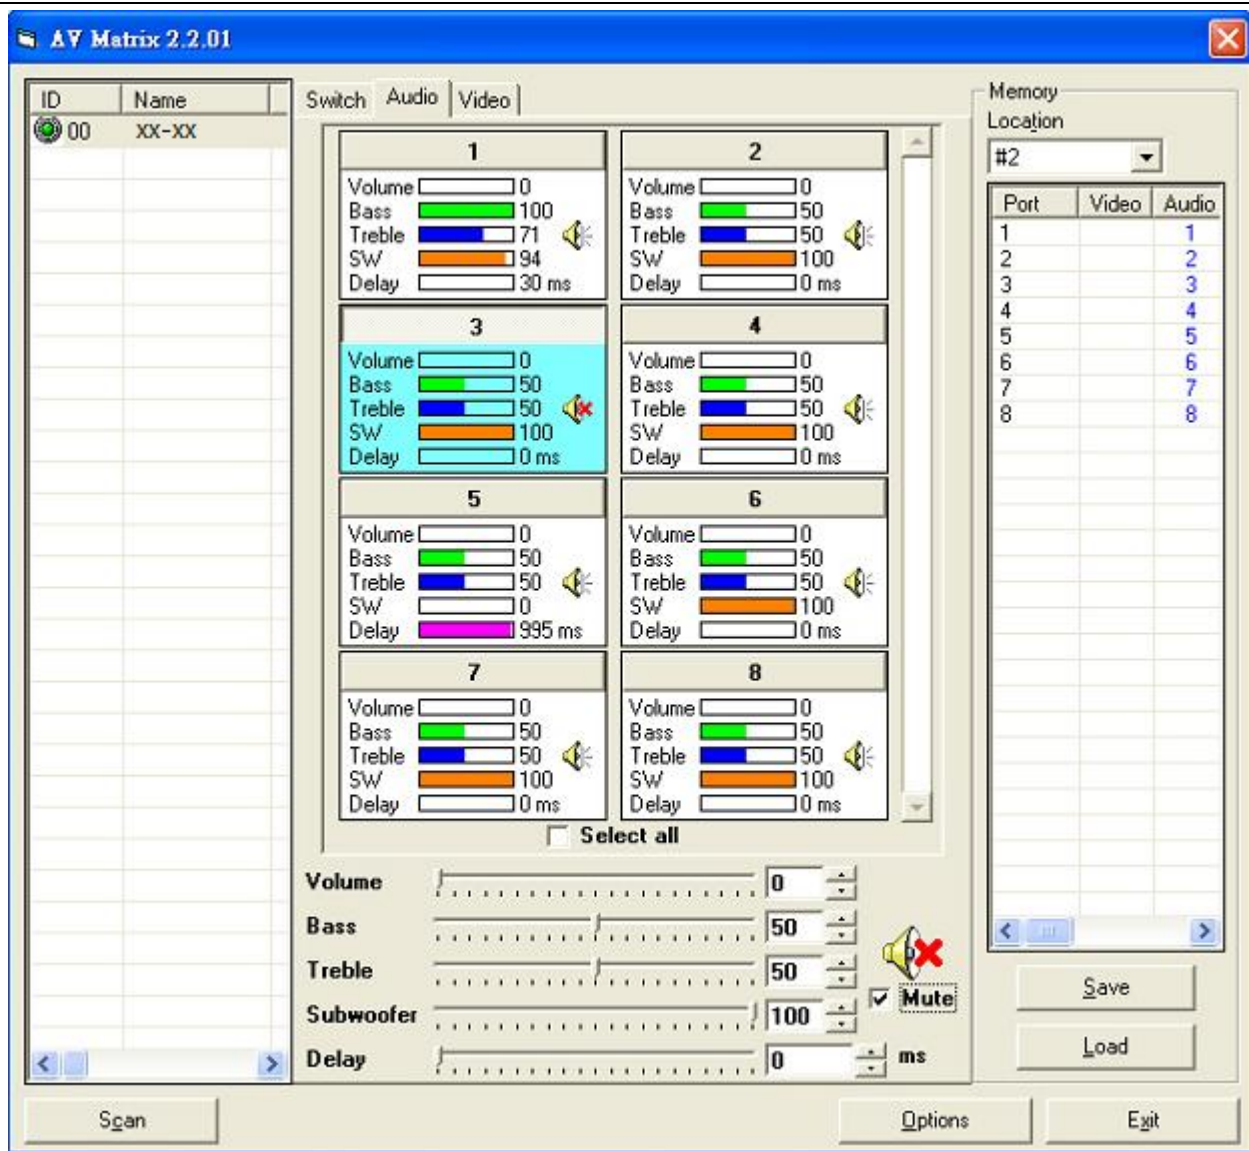 AV Matrix 2.2.01
ID Name
00 XX-XX
Switch Audio Video
1
Volume 0
Bass 100
Treble 71
SW 94
Delay 30 ms
2
Volume 0
Bass 50
Treble 50
SW 100
Delay 0 ms
3
Volume 0
Bass 50
Treble 50
SW 100
Delay 0 ms
4
Volume 0
Bass 50
Treble 50
SW 100
Delay 0 ms
5
Volume 0
Bass 50
Treble 50
SW 0
Delay 995 ms
6
Volume 0
Bass 50
Treble 50
SW 100
Delay 0 ms
7
Volume 0
Bass 50
Treble 50
SW 100
Delay 0 ms
8
Volume 0
Bass 50
Treble 50
SW 100
Delay 0 ms
Select all
Volume 0
Bass 50
Treble 50
Subwoofer 100
Delay 0 ms
Mute
Memory
Location
#2
Port Video Audio
1 1
2 2
3 3
4 4
5 5
6 6
7 7
8 8
Save
Load
Scan
Options
Exit